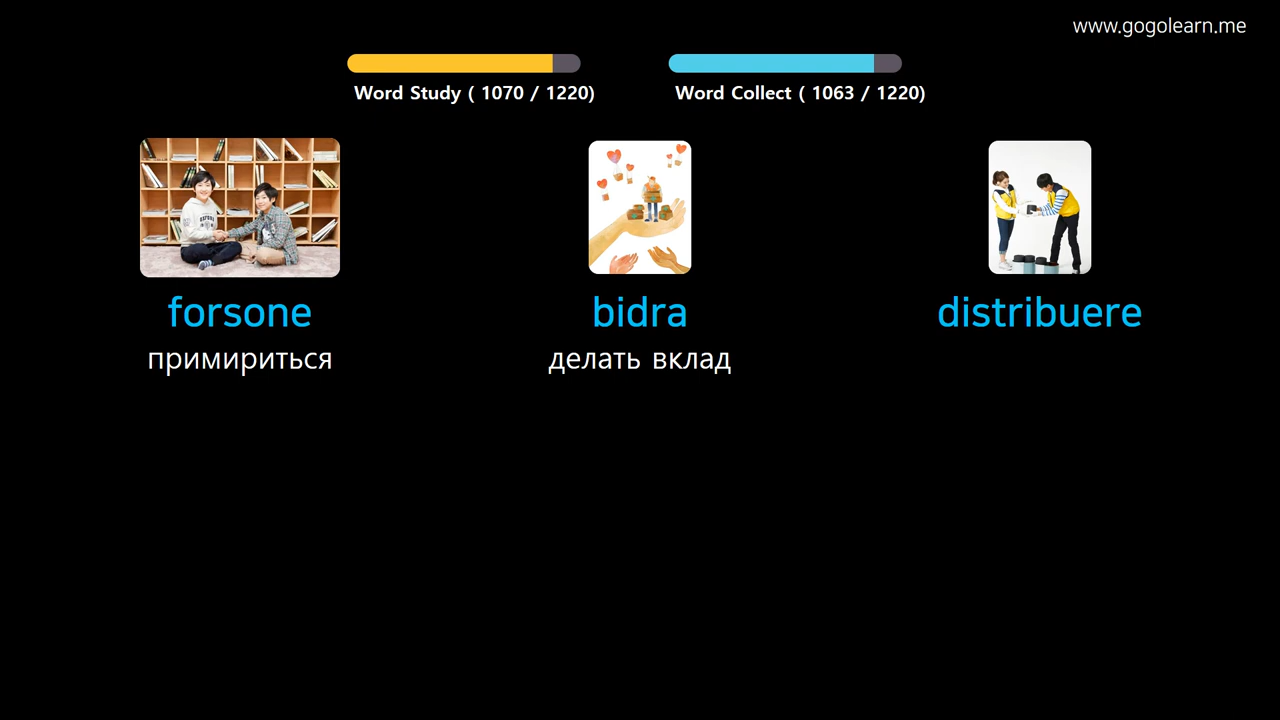 www.gogolearn.me
Word Study ( 1070 / 1220)
Word Collect ( 1063 / 1220)
forsone
bidra
distribuere
примириться
делать вклад